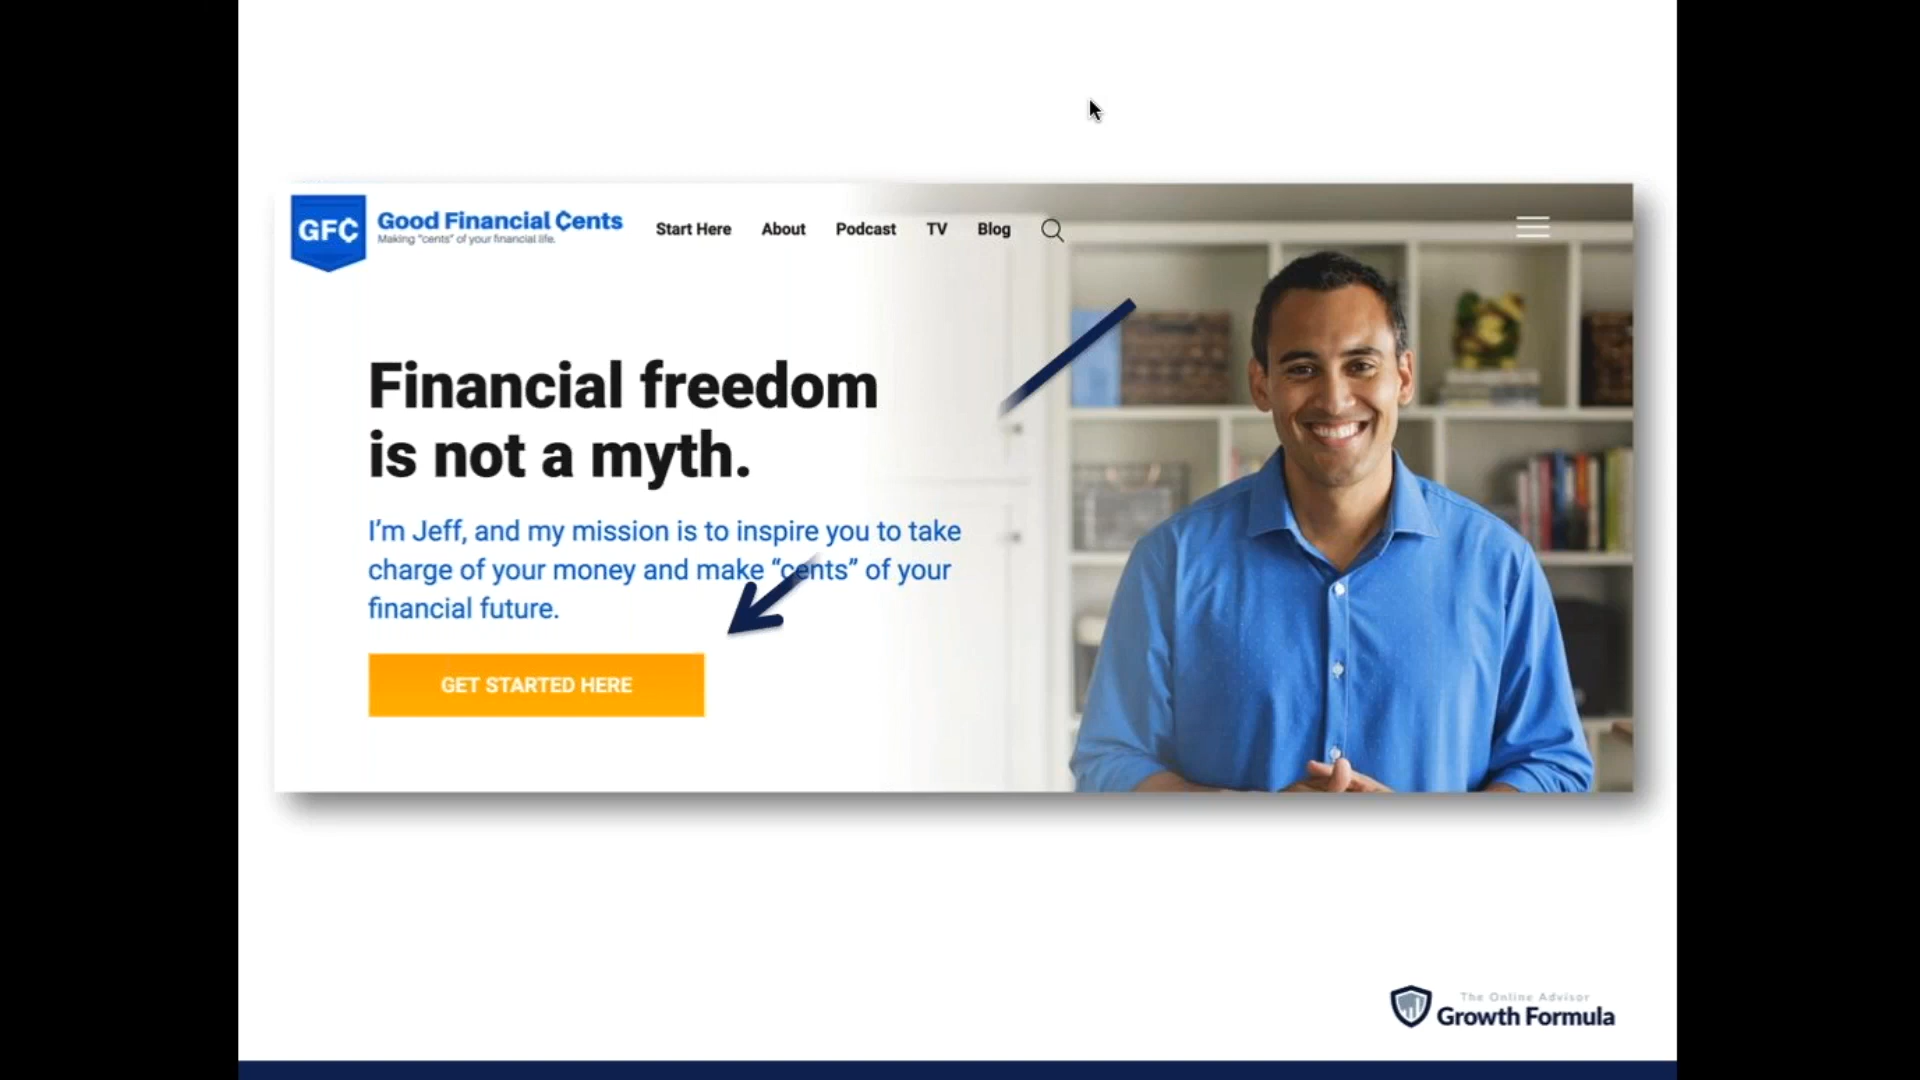 GFC
Good Financial Cents
Making "cents" of your financial life.
Start Here
About
Podcast
TV
Blog
Financial freedom
is not a myth.
I'm Jeff, and my mission is to inspire you to take
charge of your money and make “cents” of your
financial future.
GET STARTED HERE
The Online Advisor
Growth Formula